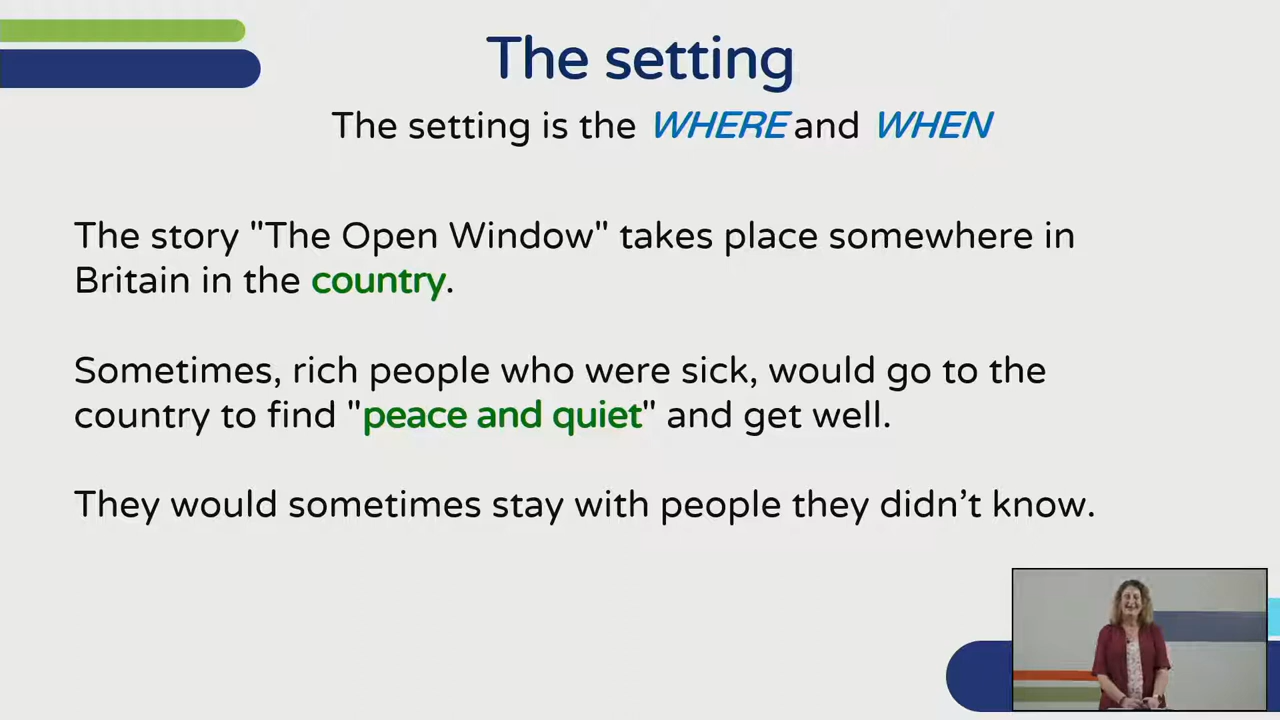 The setting
The setting is the WHERE and WHEN
The story "The Open Window" takes place somewhere in
Britain in the country.
Sometimes, rich people who were sick, would go to the
country to find "peace and quiet" and get well.
They would sometimes stay with people they didn’t know.